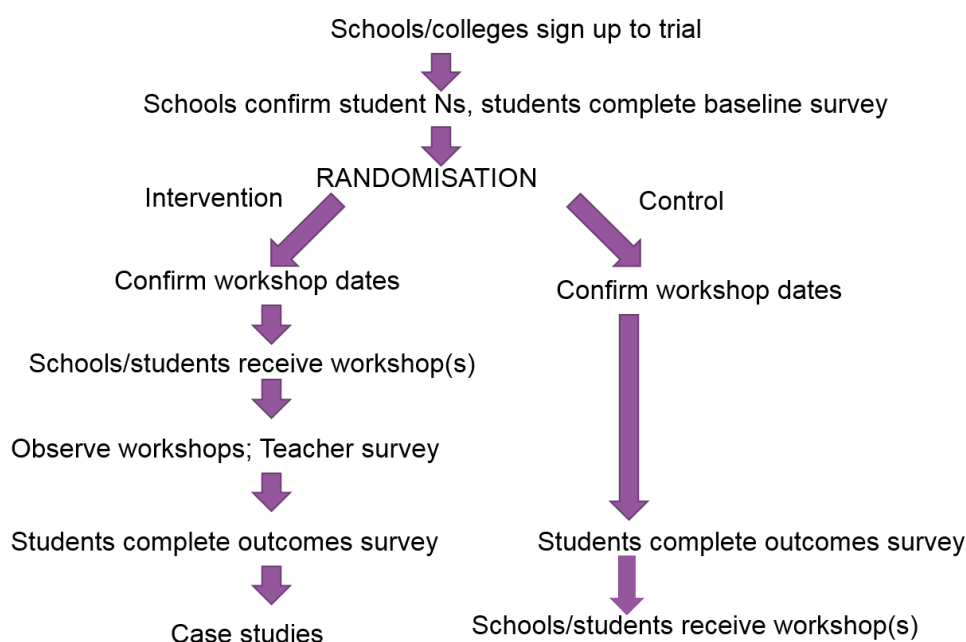 Schools/colleges sign up to trial
Schools confirm student Ns, students complete baseline survey
RANDOMISATION
Intervention
Control
Confirm workshop dates
Confirm workshop dates
Schools/students receive workshop(s)
Observe workshops; Teacher survey
Students complete outcomes survey
Students complete outcomes survey
Case studies
Schools/students receive workshop(s)